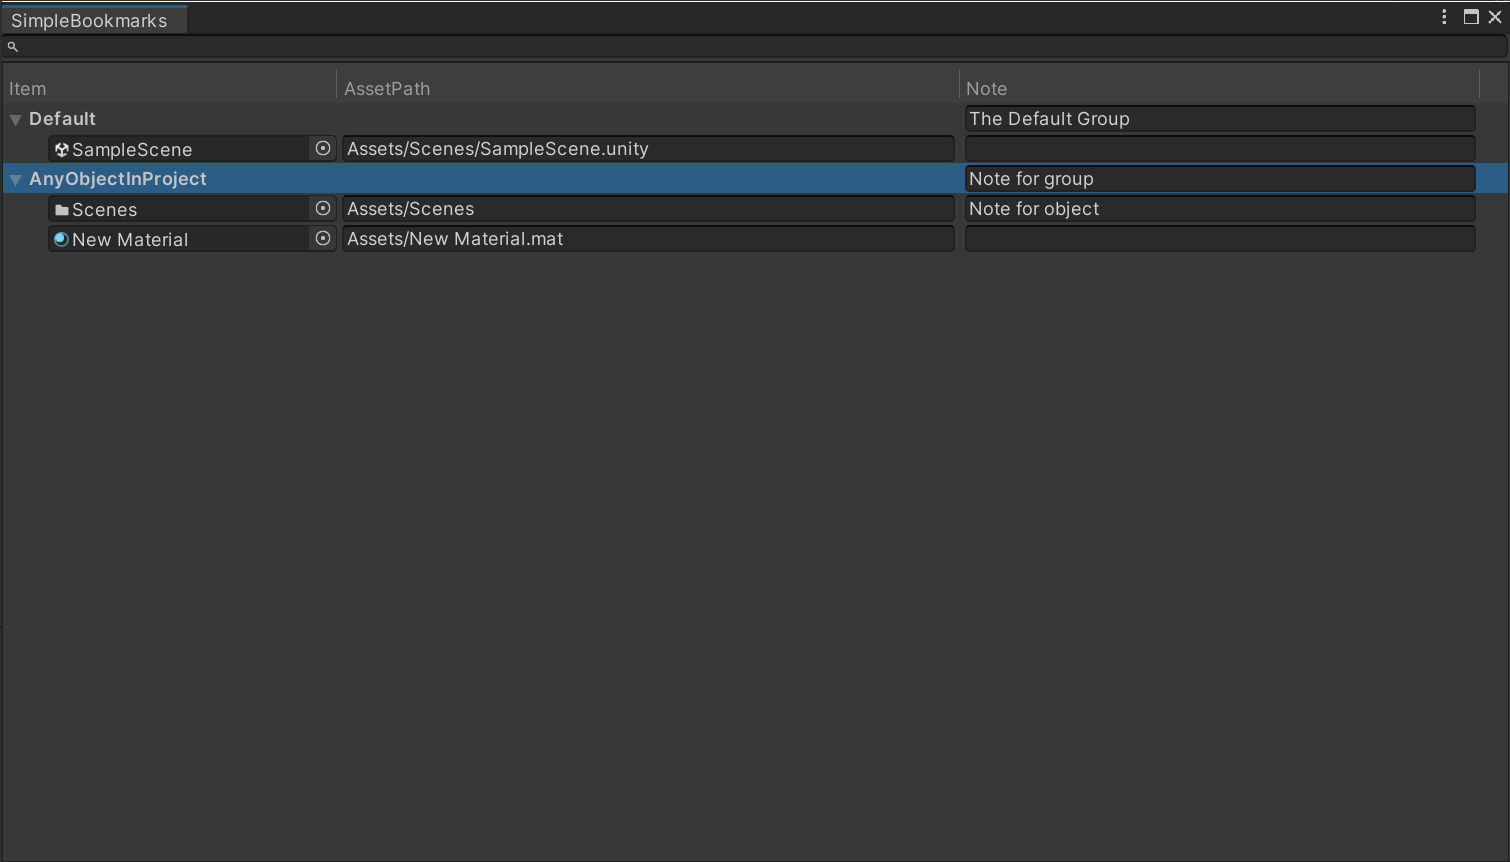 SimpleBookmarks
Item AssetPath Note
Default The Default Group
SampleScene Assets/Scenes/SampleScene.unity
AnyObjectInProject Note for group
Scenes Assets/Scenes Note for object
New Material Assets/New Material.mat